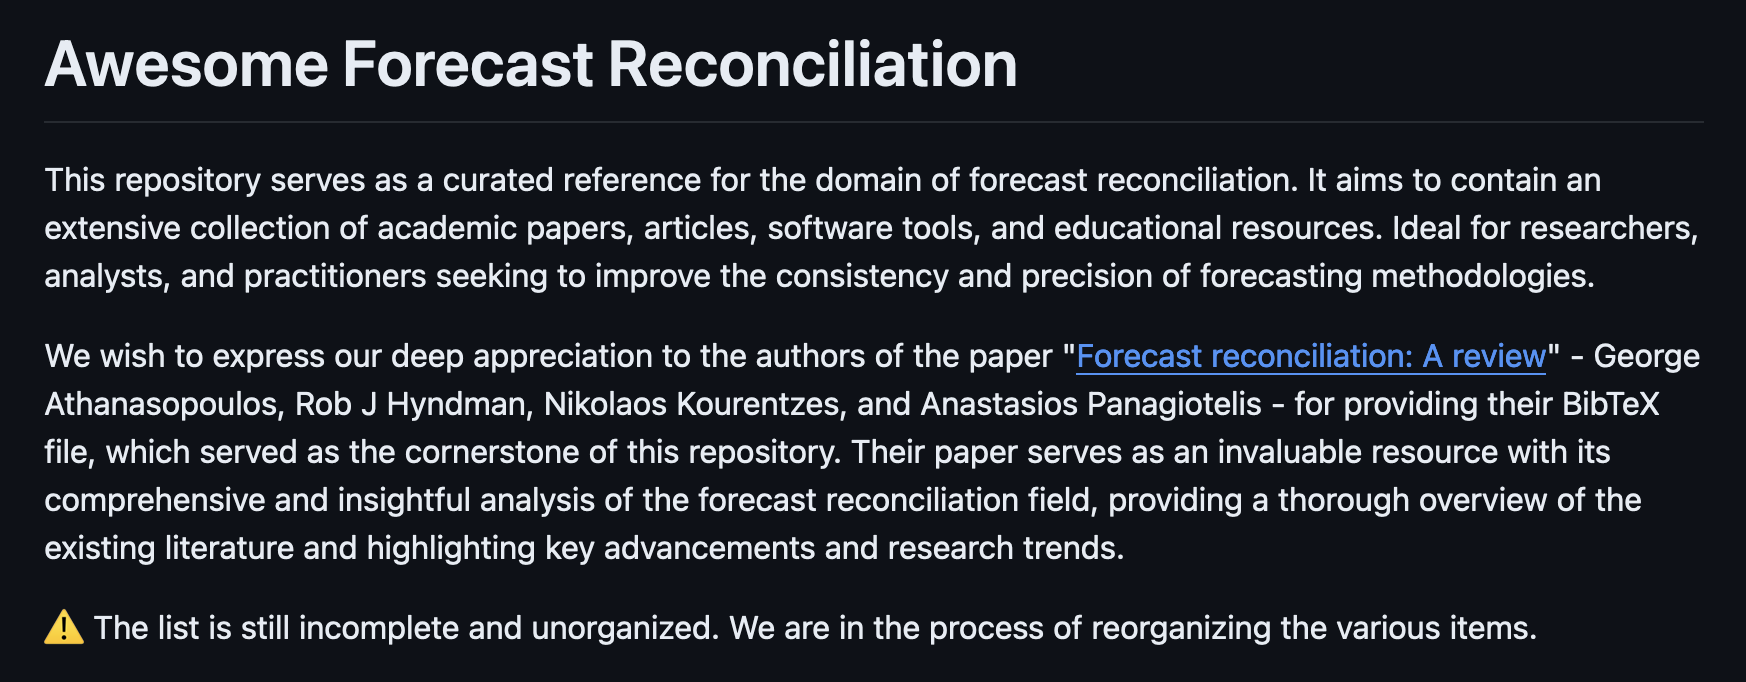 Awesome Forecast Reconciliation
This repository serves as a curated reference for the domain of forecast reconciliation. It aims to contain an
extensive collection of academic papers, articles, software tools, and educational resources. Ideal for researchers,
analysts, and practitioners seeking to improve the consistency and precision of forecasting methodologies.
We wish to express our deep appreciation to the authors of the paper "Forecast reconciliation: A review" - George
Athanasopoulos, Rob J Hyndman, Nikolaos Kourentzes, and Anastasios Panagiotelis - for providing their BibTeX
file, which served as the cornerstone of this repository. Their paper serves as an invaluable resource with its
comprehensive and insightful analysis of the forecast reconciliation field, providing a thorough overview of the
existing literature and highlighting key advancements and research trends.
⚠️ The list is still incomplete and unorganized. We are in the process of reorganizing the various items.